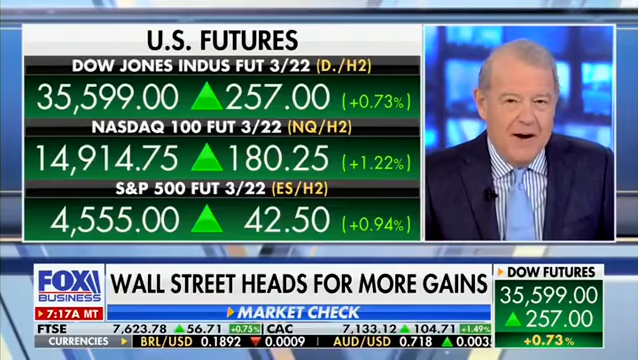 U.S. FUTURES
DOW JONES INDUS FUT 3/22 (D./H2)
35,599.00 ▲ 257.00 (+0.73%)
NASDAQ 100 FUT 3/22 (NQ/H2)
14,914.75 ▲ 180.25 (+1.22%)
S&P 500 FUT 3/22 (ES/H2)
4,555.00 ▲ 42.50 (+0.94%)
FOX
BUSINESS
7:17A MT
WALL STREET HEADS FOR MORE GAINS
MARKET CHECK
DOW FUTURES
35,599.00
▲ 257.00
+0.73%
FTSE 7,623.78 ▲ 56.71 +0.75% CAC 7,133.12 ▲ 104.71 +1.49%
CURRENCIES BRL/USD 0.1892 ▼ 0.0009 AUD/USD 0.718 ▲